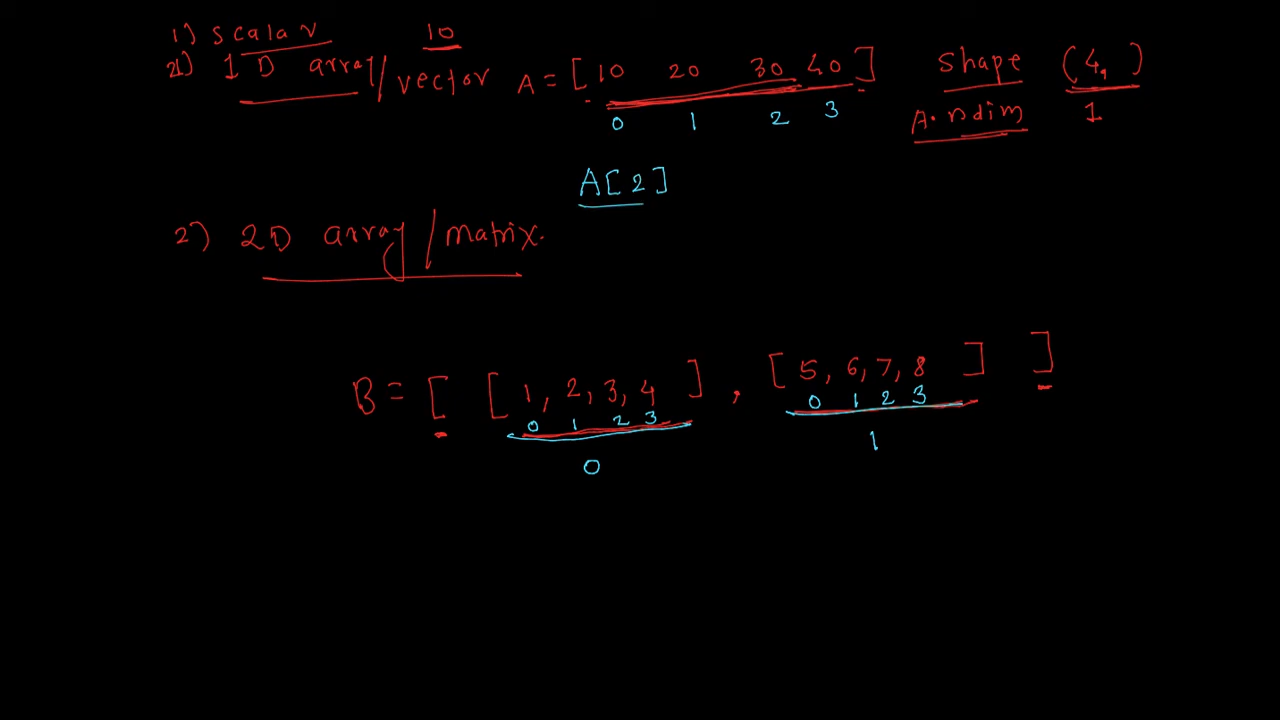 1) Scalar 10
2) 1D array/vector A = [10 20 30 40] Shape (4,)
0 1 2 3 A.ndim 1
A[2]
2) 2D array/matrix.
B = [ [1, 2, 3, 4], [5, 6, 7, 8] ]
0 1 2 3 0 1 2 3
0 1